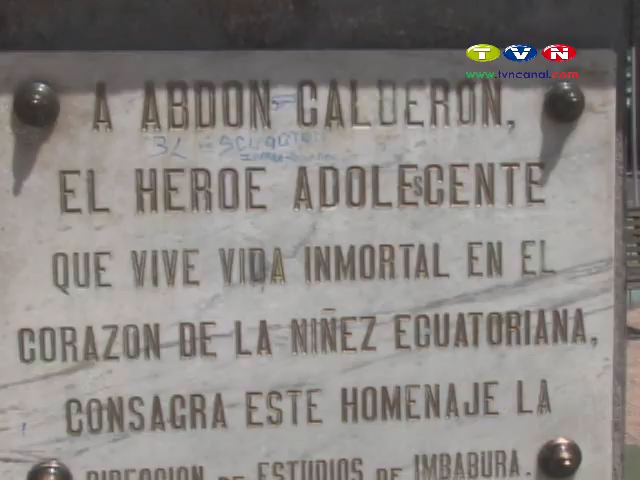 TVN
www.tvncanal.com
A ABDON CALDERON,
EL HEROE ADOLEsCENTE
QUE VIVE VIDA INMORTAL EN EL
CORAZON DE LA NIÑEZ ECUATORIANA,
CONSAGRA ESTE HOMENAJE LA
DIRECCION DE ESTUDIOS DE IMBABURA.